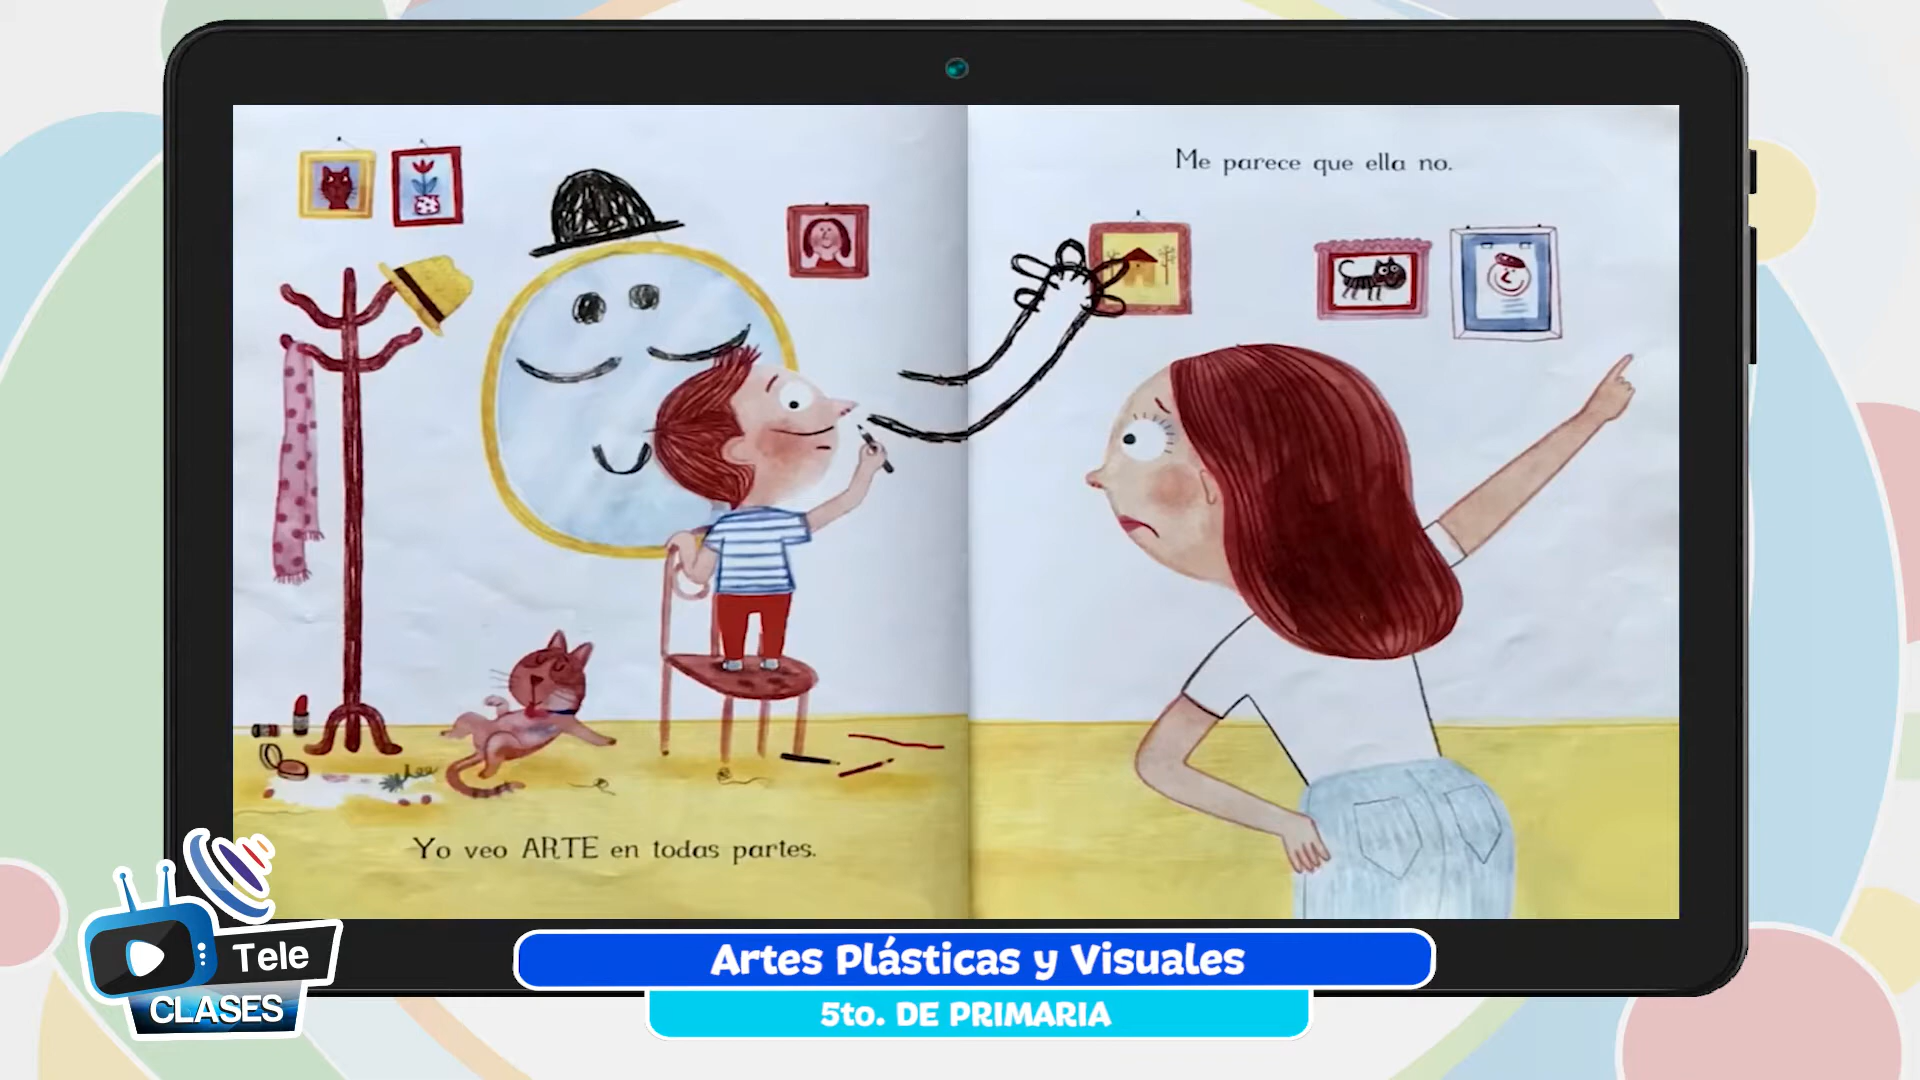 Me parece que ella no.
Yo veo ARTE en todas partes.
Tele
CLASES
Artes Plásticas y Visuales
5to. DE PRIMARIA